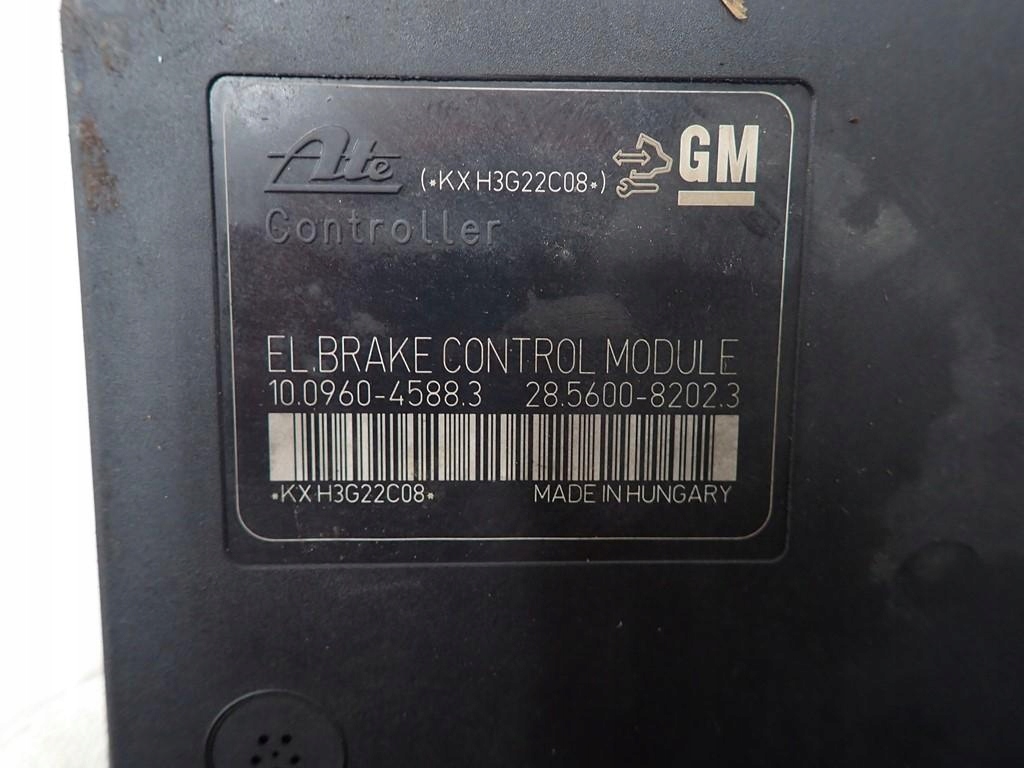 Ate (*KX H3G22C08*) GM
Controller
EL.BRAKE CONTROL MODULE
10.0960-4588.3 28.5600-8202.3
*KX H3G22C08* MADE IN HUNGARY